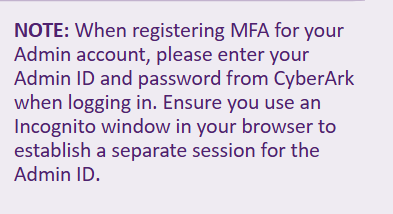 NOTE: When registering MFA for your
Admin account, please enter your
Admin ID and password from CyberArk
when logging in. Ensure you use an
Incognito window in your browser to
establish a separate session for the
Admin ID.